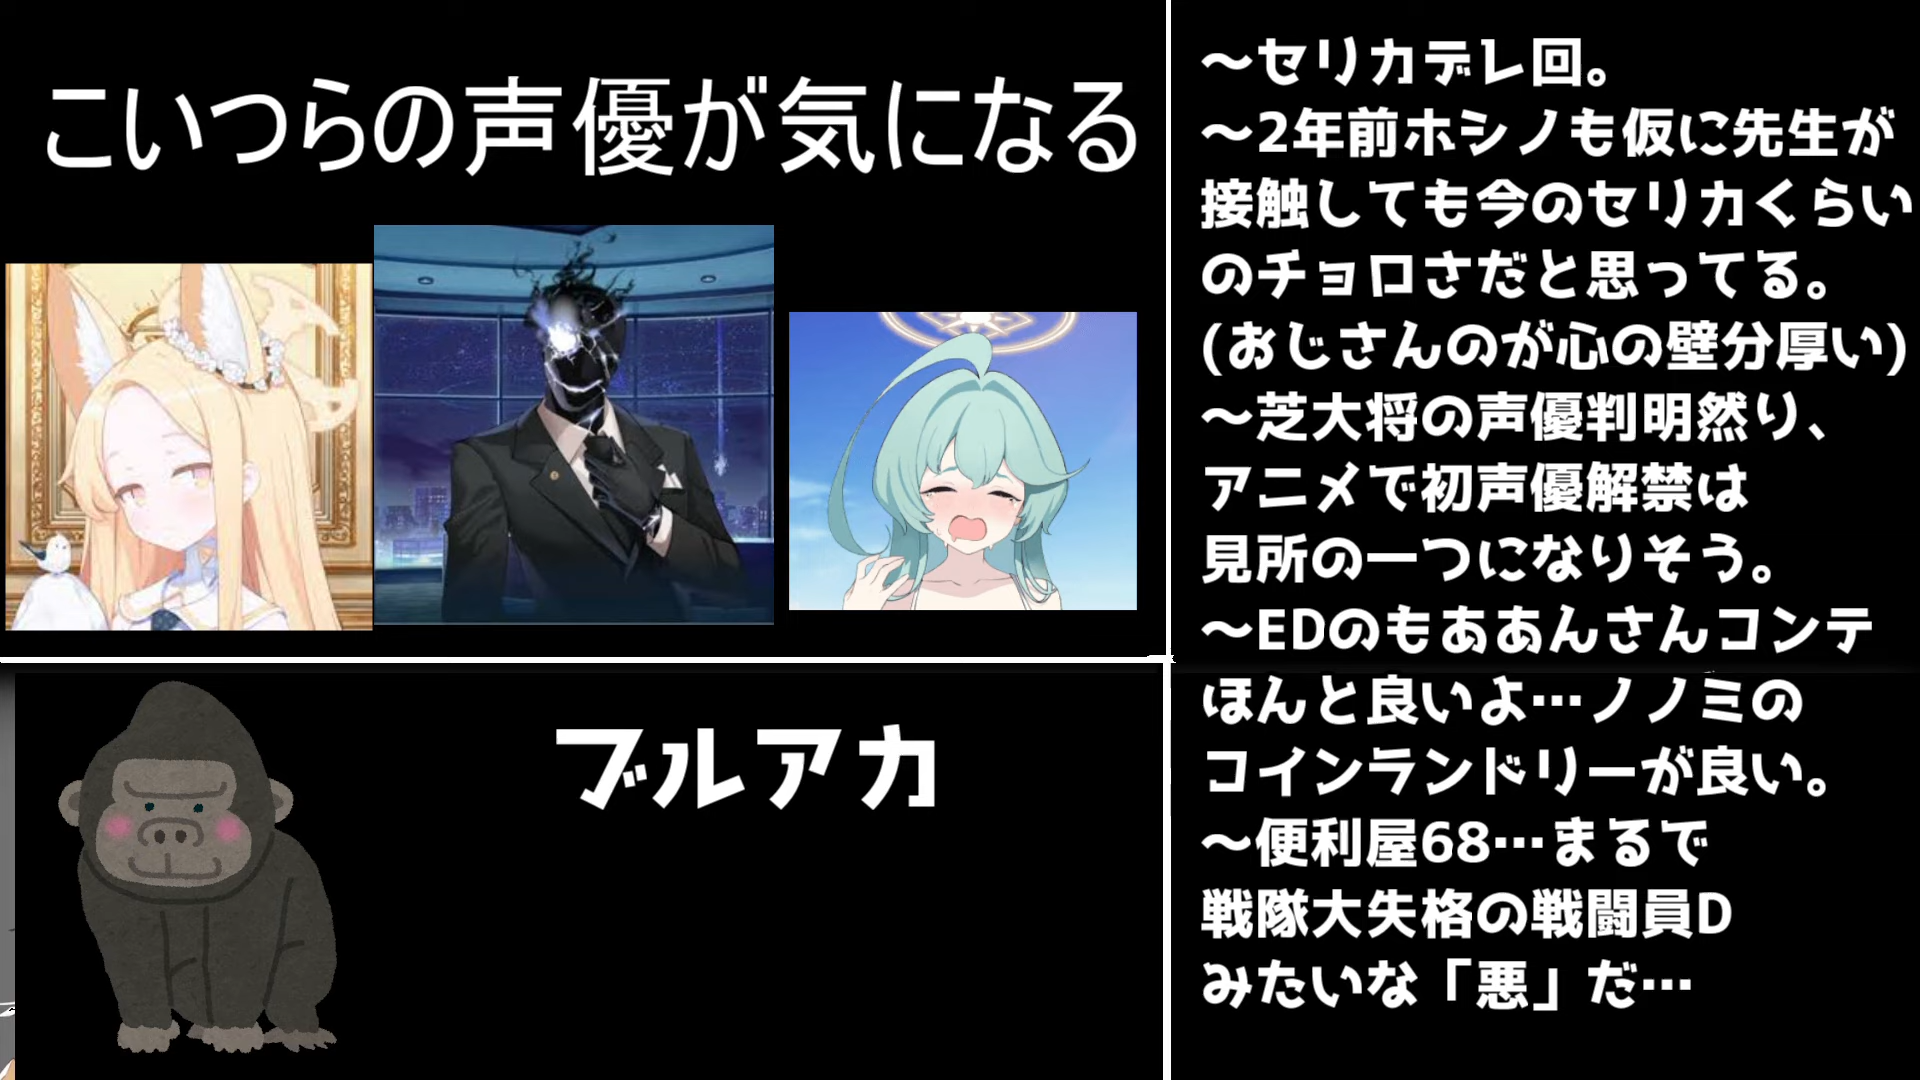 こいつらの声優が気になる
ブルアカ
～セリカデレ回。
～2年前ホシノも仮に先生が
接触しても今のセリカくらい
のチョロさだと思ってる。
(おじさんのが心の壁分厚い)
～芝大将の声優判明然り、
アニメで初声優解禁は
見所の一つになりそう。
～EDのもああんさんコンテ
ほんと良いよ…ノノミの
コインランドリーが良い。
～便利屋68…まるで
戦隊大失格の戦闘員D
みたいな「悪」だ…